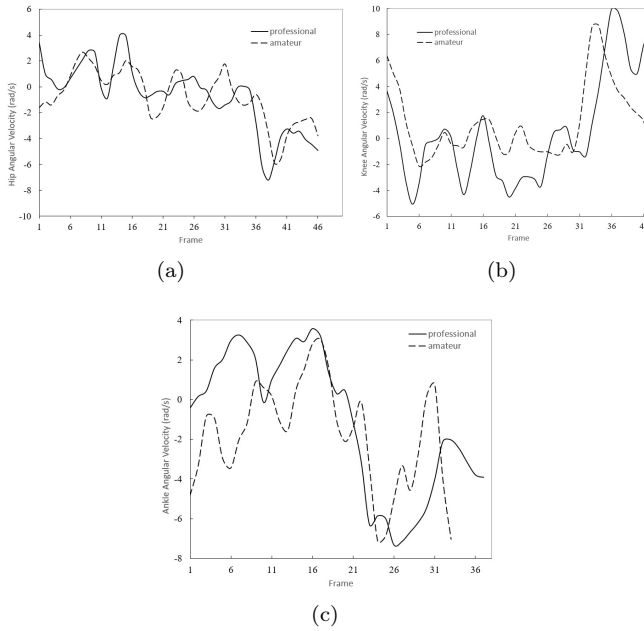 6
4
2
0
-2
-4
-6
-8
-10
Hip Angular Velocity (rad/s)
professional
amateur
1 6 11 16 21 26 31 36 41 46
Frame
(a)
10
8
6
4
2
0
-2
-4
-6
Knee Angular Velocity (rad/s)
professional
amateur
1 6 11 16 21 26 31 36
Frame
(b)
4
2
0
-2
-4
-6
-8
Ankle Angular Velocity (rad/s)
professional
amateur
1 6 11 16 21 26 31 36
Frame
(c)